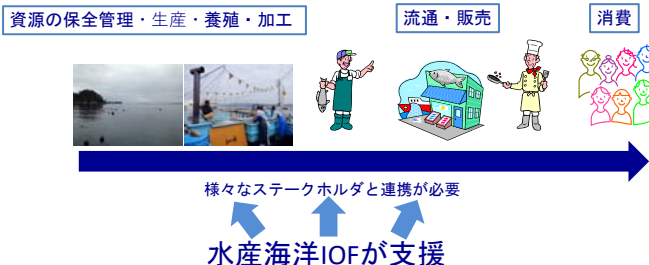 資源の保全管理・生産・養殖・加工
流通・販売
消費
様々なステークホルダと連携が必要
水産海洋IOFが支援